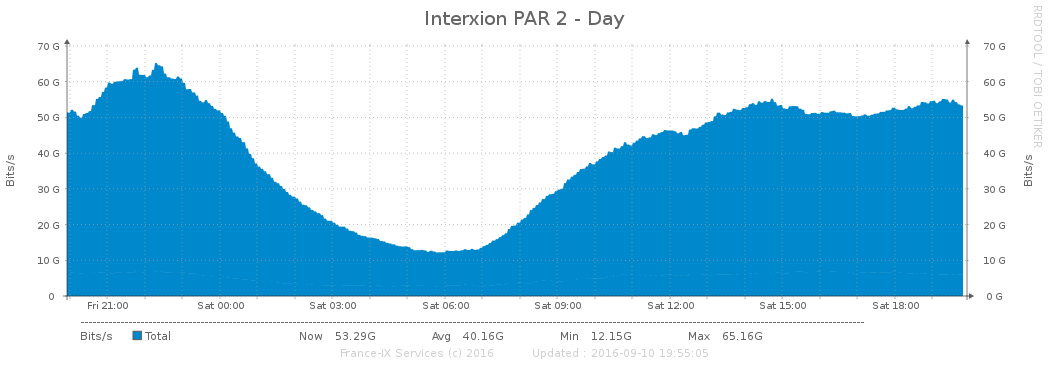 Interxion PAR 2 - Day
RRDTOOL / TOBI OETIKER
Bits/s
70 G
60 G
50 G
40 G
30 G
20 G
10 G
0
70 G
60 G
50 G
40 G
30 G
20 G
10 G
0 G
Bits/s
Fri 21:00 Sat 00:00 Sat 03:00 Sat 06:00 Sat 09:00 Sat 12:00 Sat 15:00 Sat 18:00
Bits/s Total Now 53.29G Avg 40.16G Min 12.15G Max 65.16G
France-IX Services (c) 2016 Updated : 2016-09-10 19:55:05